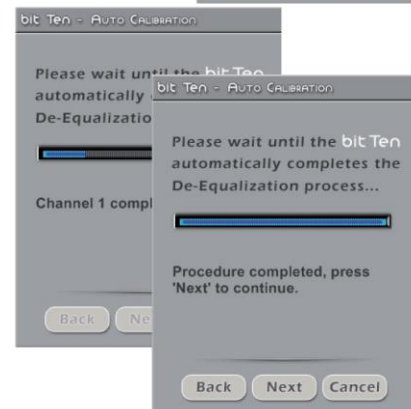 bit Ten - Auto Calibration
Please wait until the bit Ten
automatically
De-Equalizatio
Channel 1 compl
Back Ne
bit Ten - Auto Calibration
Please wait until the bit Ten
automatically completes the
De-Equalization process...
Procedure completed, press
'Next' to continue.
Back Next Cancel